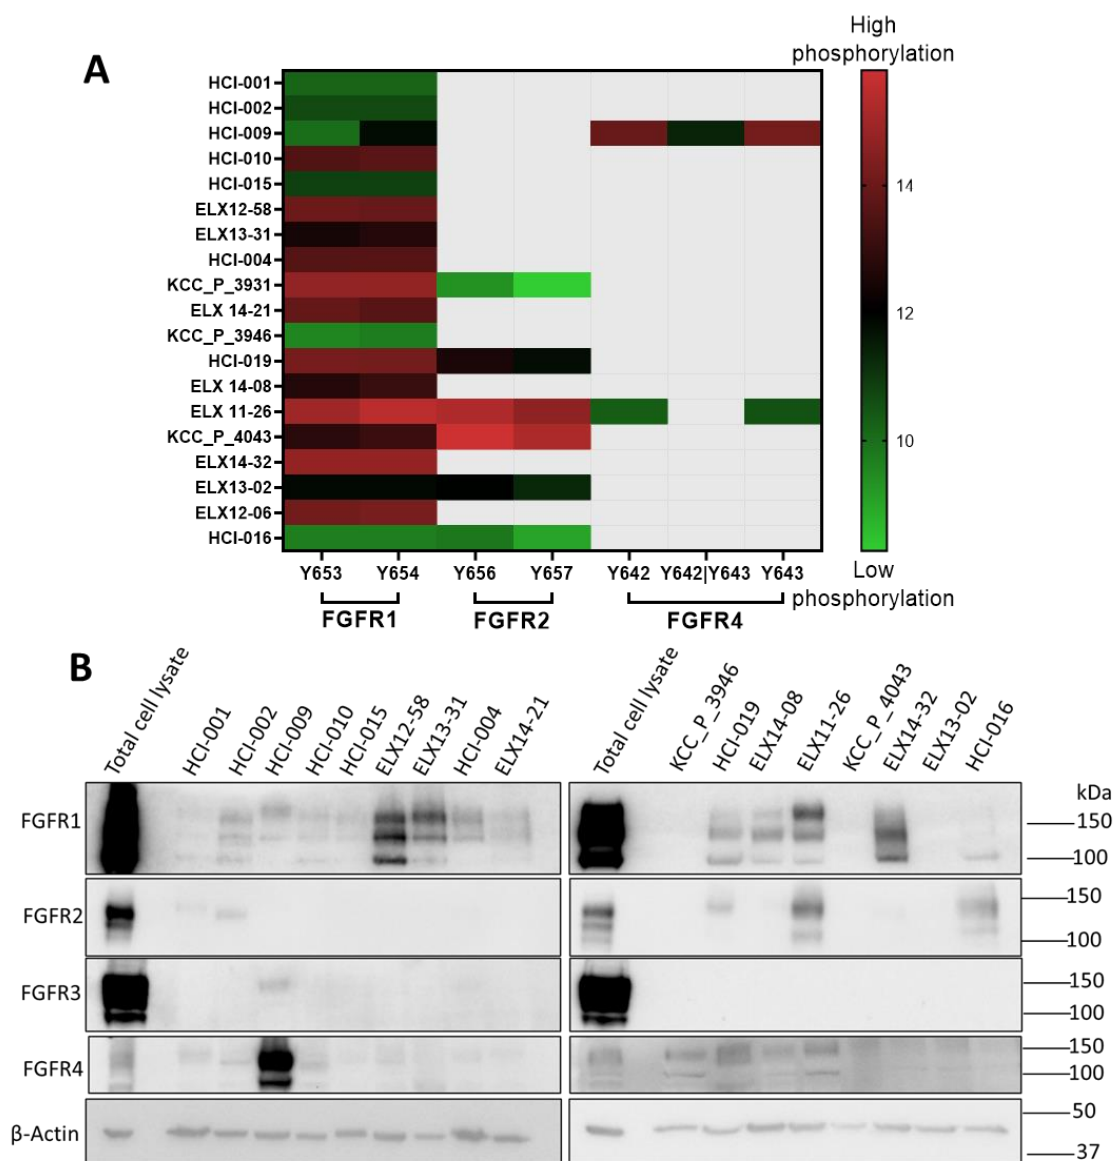 A
High
phosphorylation
HCI-001
HCI-002
HCI-009
HCI-010
HCI-015
ELX12-58
ELX13-31
HCI-004
KCC_P_3931
ELX 14-21
KCC_P_3946
HCI-019
ELX 14-08
ELX 11-26
KCC_P_4043
ELX14-32
ELX13-02
ELX12-06
HCI-016
14
12
10
Low
phosphorylation
Y653 Y654 Y656 Y657 Y642 Y642|Y643 Y643
FGFR1 FGFR2 FGFR4
B
Total cell lysate HCI-001 HCI-002 HCI-009 HCI-010 HCI-015 ELX12-58 ELX13-31 HCI-004 ELX14-21
Total cell lysate KCC_P_3946 HCI-019 ELX14-08 ELX11-26 KCC_P_4043 ELX14-32 ELX13-02 HCI-016
kDa
FGFR1 150
100
FGFR2 150
100
FGFR3 150
100
FGFR4 150
100
β-Actin 50
37